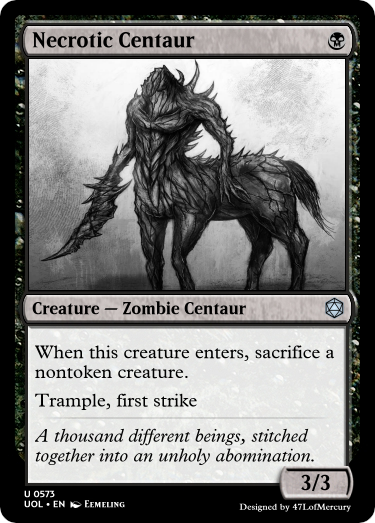 Necrotic Centaur
Creature — Zombie Centaur
When this creature enters, sacrifice a
nontoken creature.
Trample, first strike
A thousand different beings, stitched
together into an unholy abomination.
3/3
U 0573
UOL • EN Eemeling
Designed by 47LofMercury